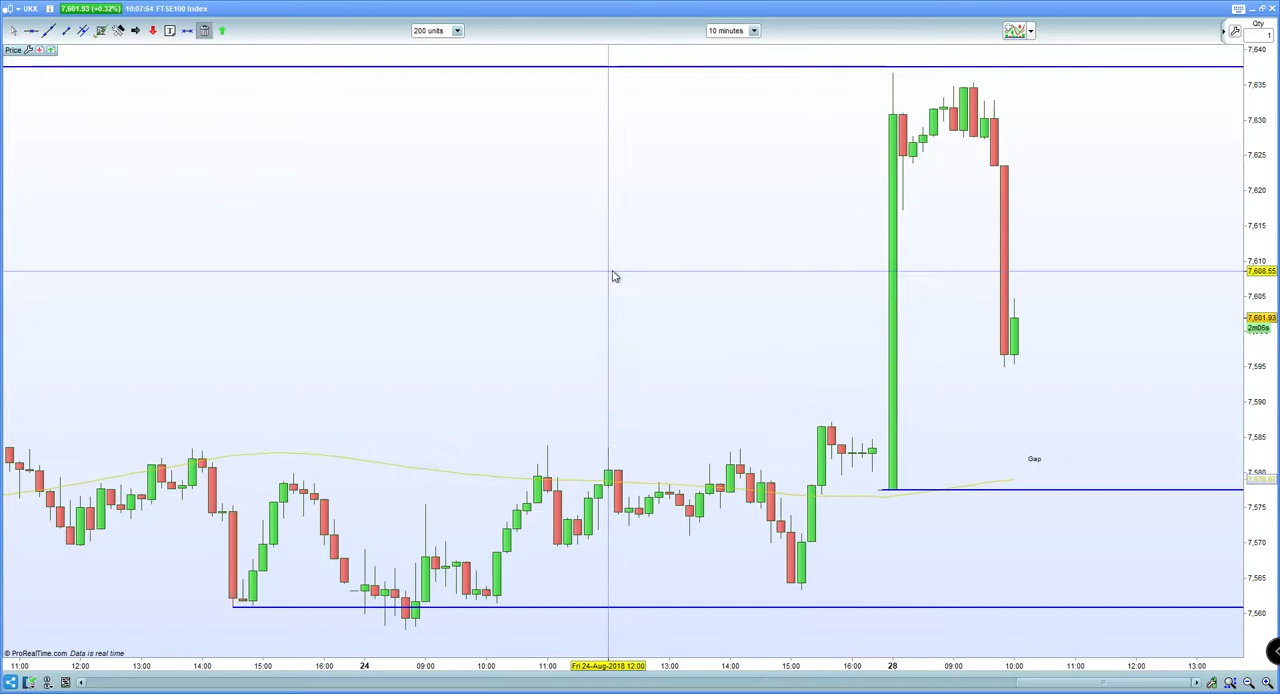 UKX 7,601.93 (+0.32%) 10:07:54 FTSE100 Index
200 units
10 minutes
Qty
1
Price
7,640
7,635
7,630
7,625
7,620
7,615
7,610
7,608.55
7,605
7,601.93
2m06s
7,595
7,590
7,585
Gap
7,580
7,575
7,570
7,565
7,560
© ProRealTime.com Data is real time
11:00 12:00 13:00 14:00 15:00 16:00 24 09:00 10:00 11:00 Fri 24-Aug-2018 12:00 13:00 14:00 15:00 16:00 28 09:00 10:00 11:00 12:00 13:00